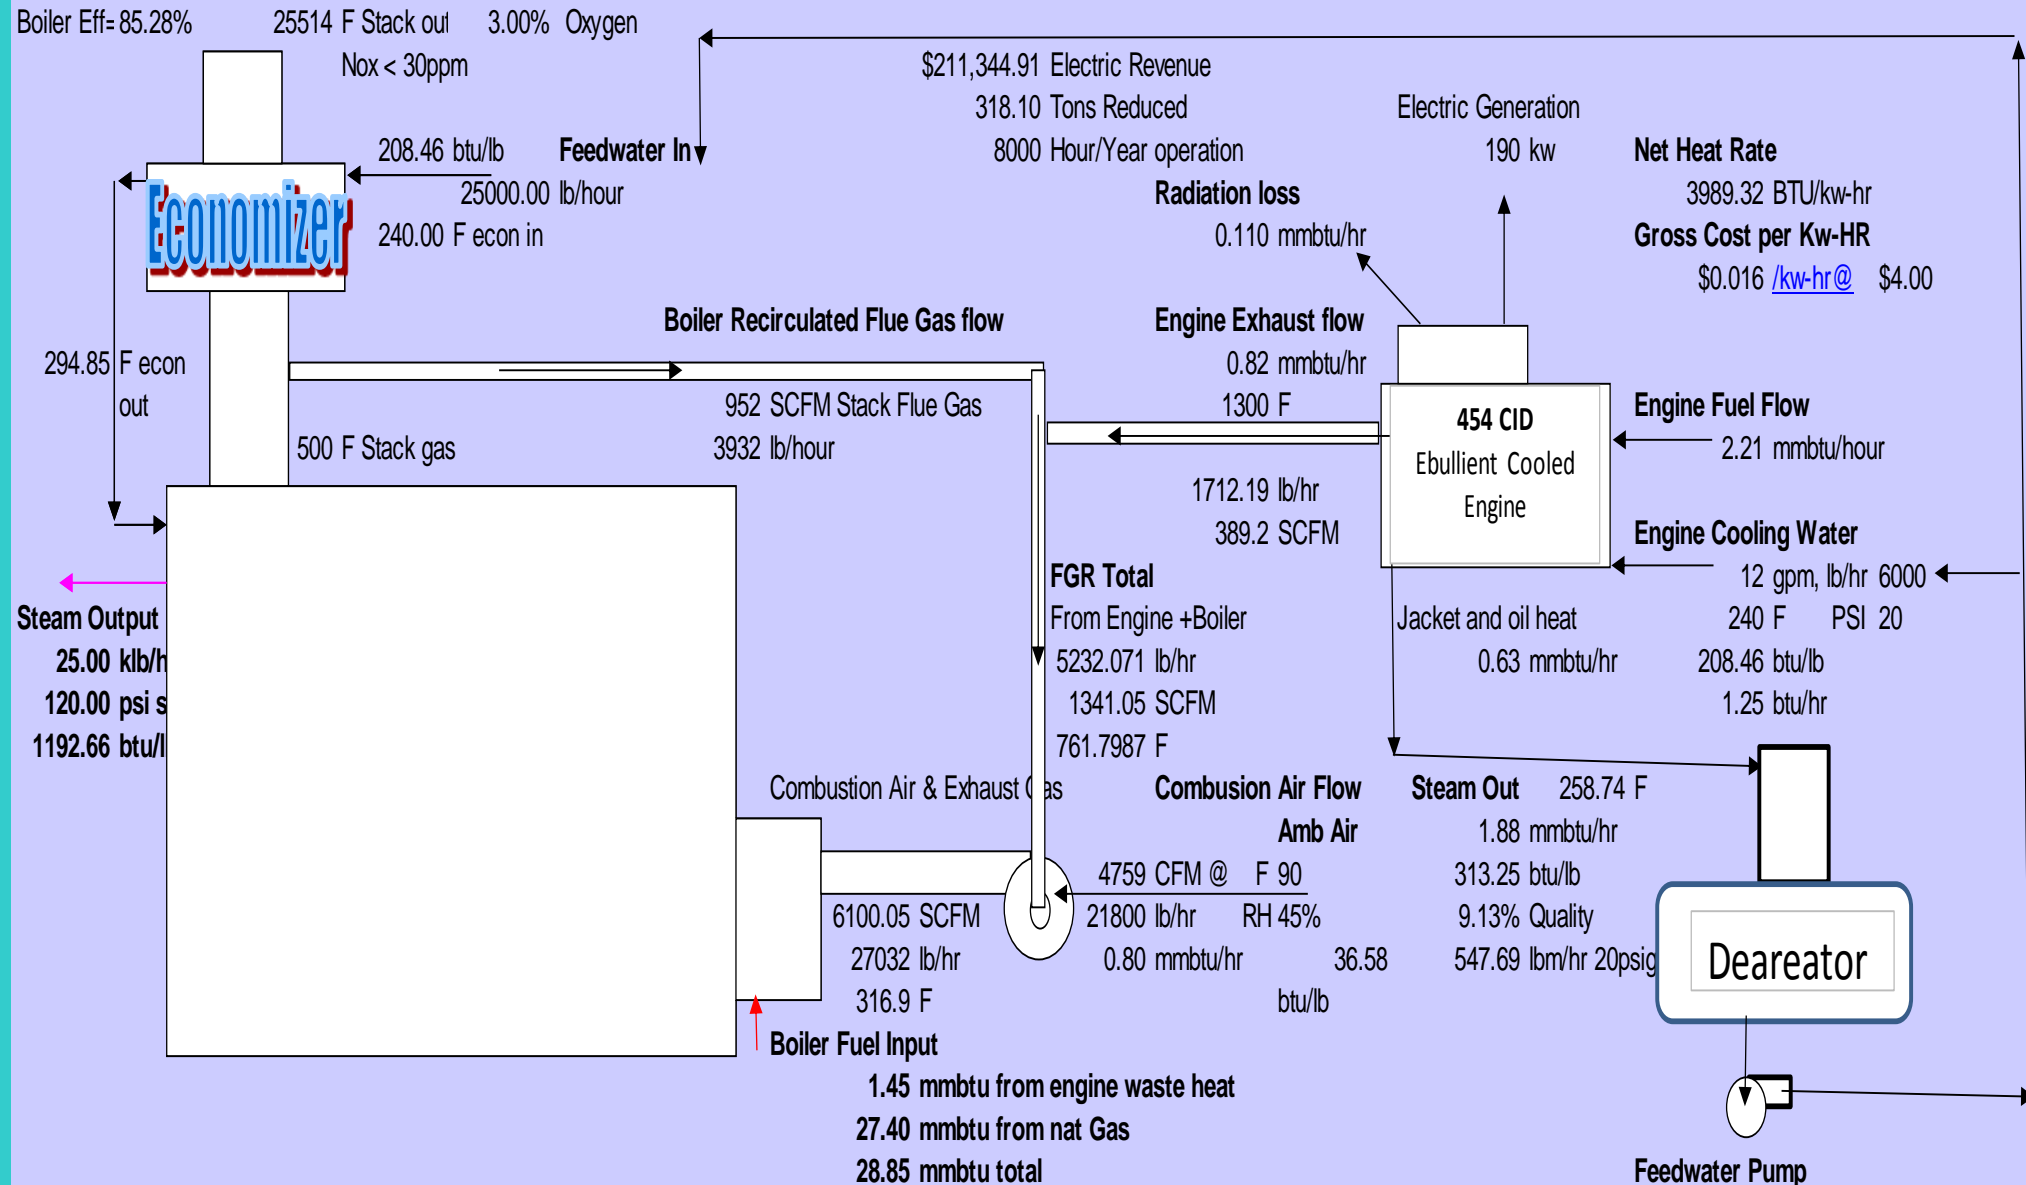 Boiler Eff= 85.28% 25514 F Stack out 3.00% Oxygen
Nox < 30ppm
$211,344.91 Electric Revenue
318.10 Tons Reduced
8000 Hour/Year operation
Electric Generation
190 kw
Net Heat Rate
3989.32 BTU/kw-hr
Gross Cost per Kw-HR
$0.016 /kw-hr@ $4.00
208.46 btu/lb Feedwater In
25000.00 lb/hour
240.00 F econ in
Economizer
Radiation loss
0.110 mmbtu/hr
Boiler Recirculated Flue Gas flow
Engine Exhaust flow
0.82 mmbtu/hr
1300 F
294.85 F econ
out
952 SCFM Stack Flue Gas
3932 lb/hour
500 F Stack gas
454 CID
Ebullient Cooled
Engine
Engine Fuel Flow
2.21 mmbtu/hour
1712.19 lb/hr
389.2 SCFM
Engine Cooling Water
12 gpm, lb/hr 6000
240 F PSI 20
208.46 btu/lb
1.25 btu/hr
FGR Total
From Engine +Boiler
5232.071 lb/hr
1341.05 SCFM
761.7987 F
Jacket and oil heat
0.63 mmbtu/hr
Steam Output
25.00 klb/h
120.00 psi s
1192.66 btu/l
Combustion Air & Exhaust Gas
Combusion Air Flow
Amb Air
4759 CFM @ F 90
21800 lb/hr RH 45%
0.80 mmbtu/hr 36.58
btu/lb
Steam Out 258.74 F
1.88 mmbtu/hr
313.25 btu/lb
9.13% Quality
547.69 lbm/hr 20psig
Deareator
6100.05 SCFM
27032 lb/hr
316.9 F
Boiler Fuel Input
1.45 mmbtu from engine waste heat
27.40 mmbtu from nat Gas
28.85 mmbtu total
Feedwater Pump